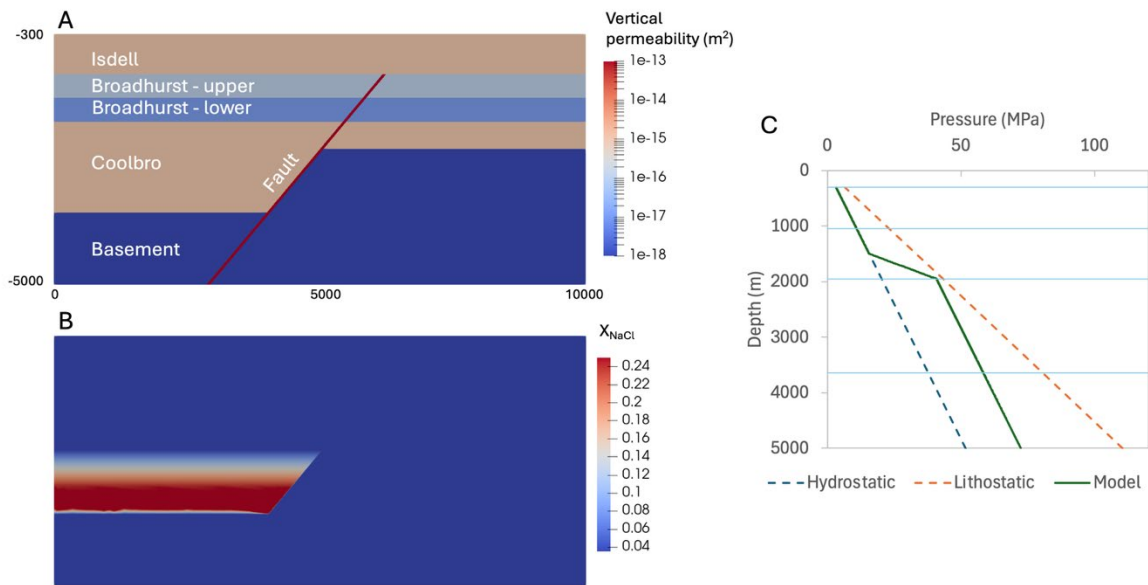 A
Vertical
permeability (m²)
-300
Isdell
Broadhurst - upper
Broadhurst - lower
Coolbro
Fault
Basement
-5000
0
5000
10000
1e-13
1e-14
1e-15
1e-16
1e-17
1e-18
B
X_NaCl
0.24
0.22
0.2
0.18
0.16
0.14
0.12
0.1
0.08
0.06
0.04
C
Pressure (MPa)
0 50 100
Depth (m)
0
1000
2000
3000
4000
5000
Hydrostatic Lithostatic Model